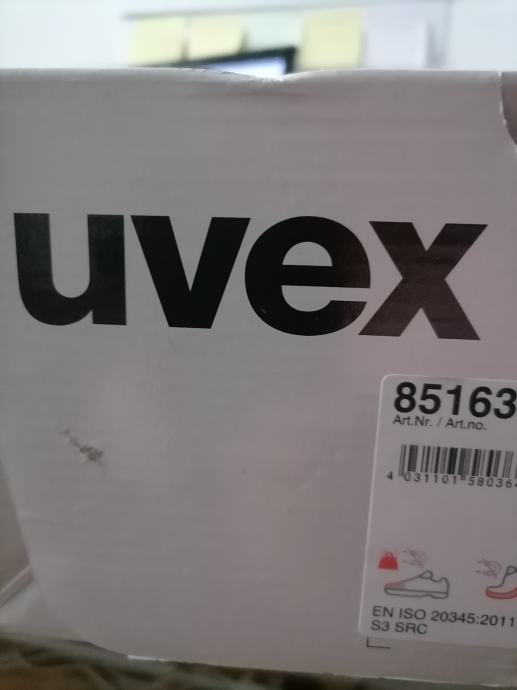 uvex
85163
Art.Nr. / Art.no.
4 031101 58036
EN ISO 20345:2011
S3 SRC